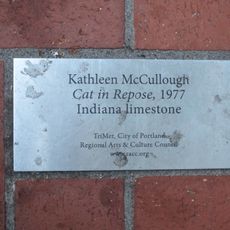 Kathleen McCullough
Cat in Repose, 1977
Indiana limestone
TriMet, City of Portland,
Regional Arts & Culture Council
www.racc.org